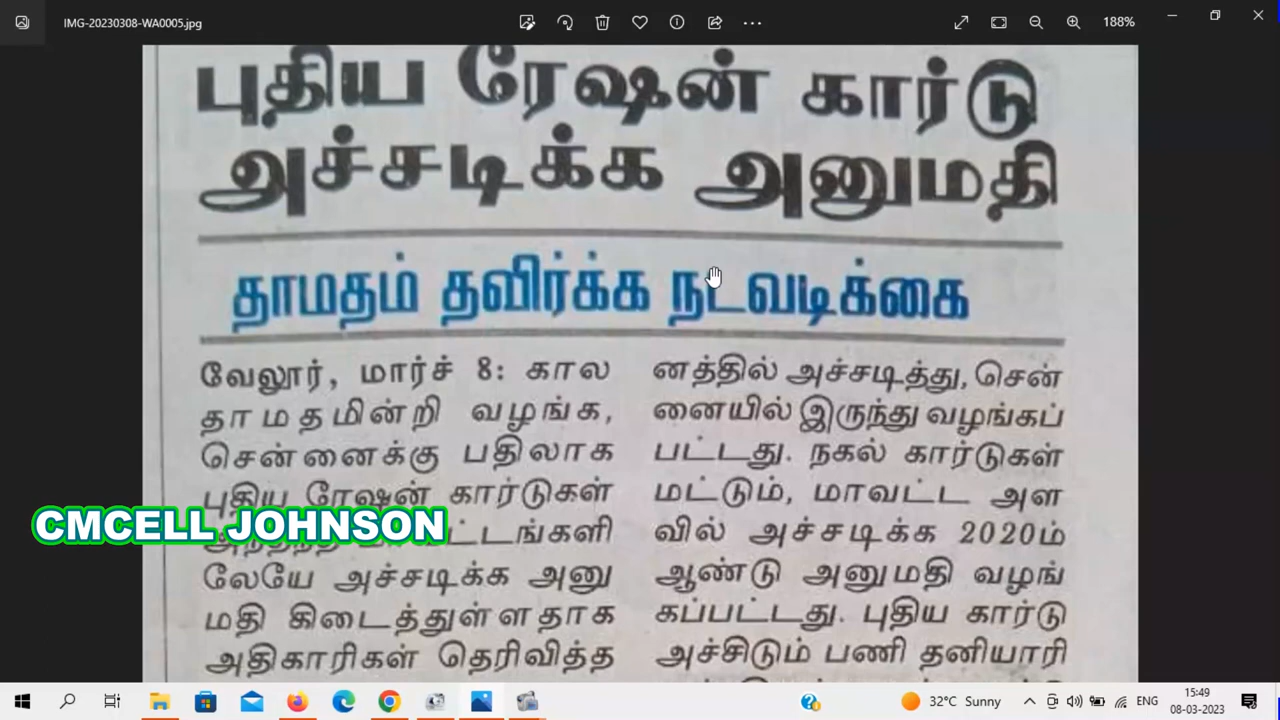 IMG-20230308-WA0005.jpg
188%
புதிய ரேஷன் கார்டு
அச்சடிக்க அனுமதி
தாமதம் தவிர்க்க நடவடிக்கை
வேலூர், மார்ச் 8: கால
தாமதமின்றி வழங்க,
சென்னைக்கு பதிலாக
புதிய ரேஷன் கார்டுகள்
லேயே அச்சடிக்க அனு
மதி கிடைத்துள்ளதாக
அதிகாரிகள் தெரிவித்த
னத்தில் அச்சடித்து, சென்
னையில் இருந்து வழங்கப்
பட்டது. நகல் கார்டுகள்
மட்டும், மாவட்ட அள
வில் அச்சடிக்க 2020ம்
ஆண்டு அனுமதி வழங்
கப்பட்டது. புதிய கார்டு
அச்சிடும் பணி தனியாரி
CMCELL JOHNSON
32°C Sunny
ENG
15:49
08-03-2023